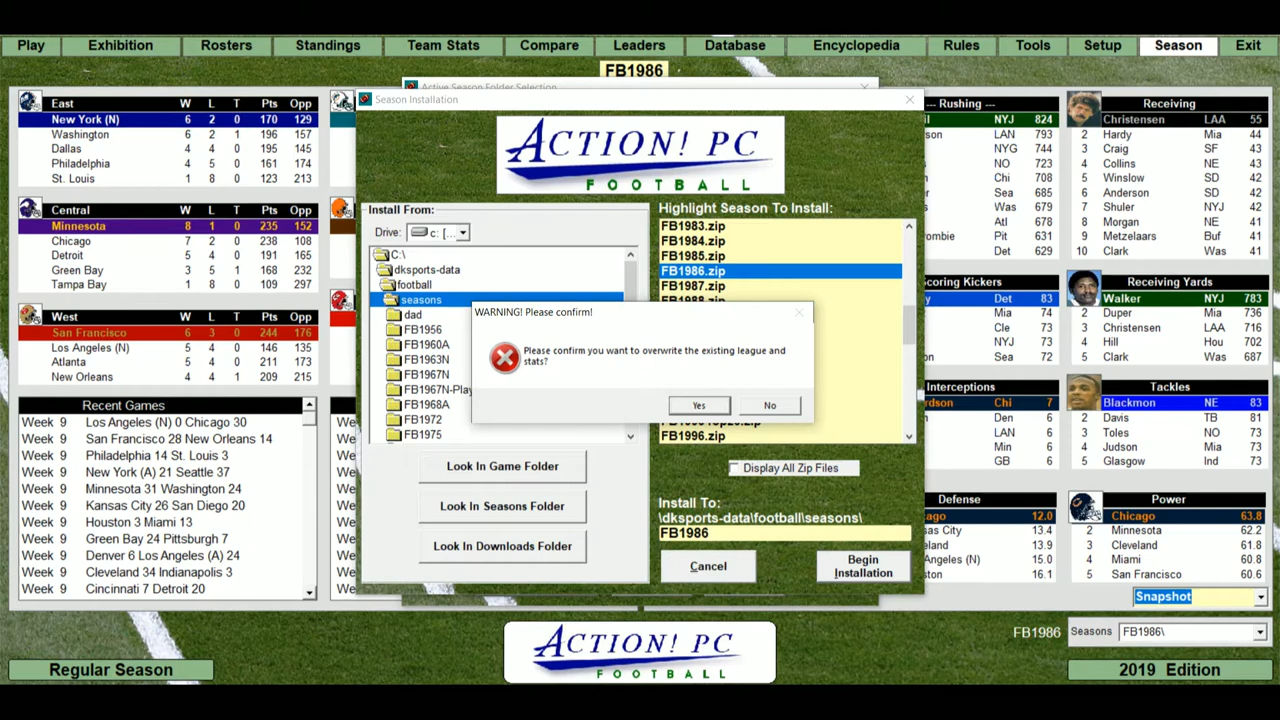 Play Exhibition Rosters Standings Team Stats Compare Leaders Database Encyclopedia Rules Tools Setup Season Exit
FB1986
East W L T Pts Opp
New York (N) 6 2 0 170 129
Washington 6 2 1 196 157
Dallas 4 4 0 195 145
Philadelphia 4 5 0 161 174
St. Louis 1 8 0 123 213
Central W L T Pts Opp
Minnesota 8 1 0 235 152
Chicago 7 2 0 238 108
Detroit 5 4 0 191 165
Green Bay 3 5 1 168 232
Tampa Bay 1 8 0 109 297
West W L T Pts Opp
San Francisco 6 3 0 244 176
Los Angeles (N) 5 4 0 146 135
Atlanta 5 4 0 211 173
New Orleans 4 4 1 209 215
Recent Games
Week 9 Los Angeles (N) 0 Chicago 30
Week 9 San Francisco 28 New Orleans 14
Week 9 Philadelphia 14 St. Louis 3
Week 9 New York (A) 21 Seattle 37
Week 9 Minnesota 31 Washington 24
Week 9 Kansas City 26 San Diego 20
Week 9 Houston 3 Miami 13
Week 9 Green Bay 24 Pittsburgh 7
Week 9 Denver 6 Los Angeles (A) 24
Week 9 Cleveland 34 Indianapolis 3
Week 9 Cincinnati 7 Detroit 20
Regular Season
Active Season Folder Selection
Season Installation
ACTION! PC
FOOTBALL
Install From:
Drive: c: [...
C:\
dksports-data
football
seasons
dad
FB1956
FB1960A
FB1963N
FB1967N
FB1967N-Play
FB1968A
FB1972
FB1975
Look In Game Folder
Look In Seasons Folder
Look In Downloads Folder
Highlight Season To Install:
FB1983.zip
FB1984.zip
FB1985.zip
FB1986.zip
FB1987.zip
FB1988.zip
FB1996.zip
Display All Zip Files
Install To:
\dksports-data\football\seasons\
FB1986
Cancel
Begin
Installation
WARNING! Please confirm!
Please confirm you want to overwrite the existing league and
stats?
Yes No
--- Rushing ---
NYJ 824
LAN 793
NYG 744
NO 723
Chi 708
Sea 685
Was 679
Atl 678
Pit 631
Det 629
Receiving
Christensen LAA 55
2 Hardy Mia 44
3 Craig SF 43
4 Collins NE 43
5 Winslow SD 42
6 Anderson SD 42
7 Shuler NYJ 42
8 Morgan NE 41
9 Metzelaars Buf 41
10 Clark Was 41
Scoring Kickers
Det 83
Mia 74
Cle 73
NYJ 73
Sea 72
Receiving Yards
Walker NYJ 783
2 Duper Mia 736
3 Christensen LAA 716
4 Hill Hou 702
5 Clark Was 687
Interceptions
Chi 7
Den 6
LAN 6
Min 6
GB 6
Tackles
Blackmon NE 83
2 Davis TB 81
3 Toles NO 73
4 Judson Mia 73
5 Glasgow Ind 73
Defense
12.0
13.4
13.9
15.0
16.1
Power
Chicago 63.8
2 Minnesota 62.2
3 Cleveland 61.8
4 Miami 60.8
5 San Francisco 60.6
Snapshot
FB1986 Seasons FB1986\
2019 Edition
ACTION! PC
FOOTBALL